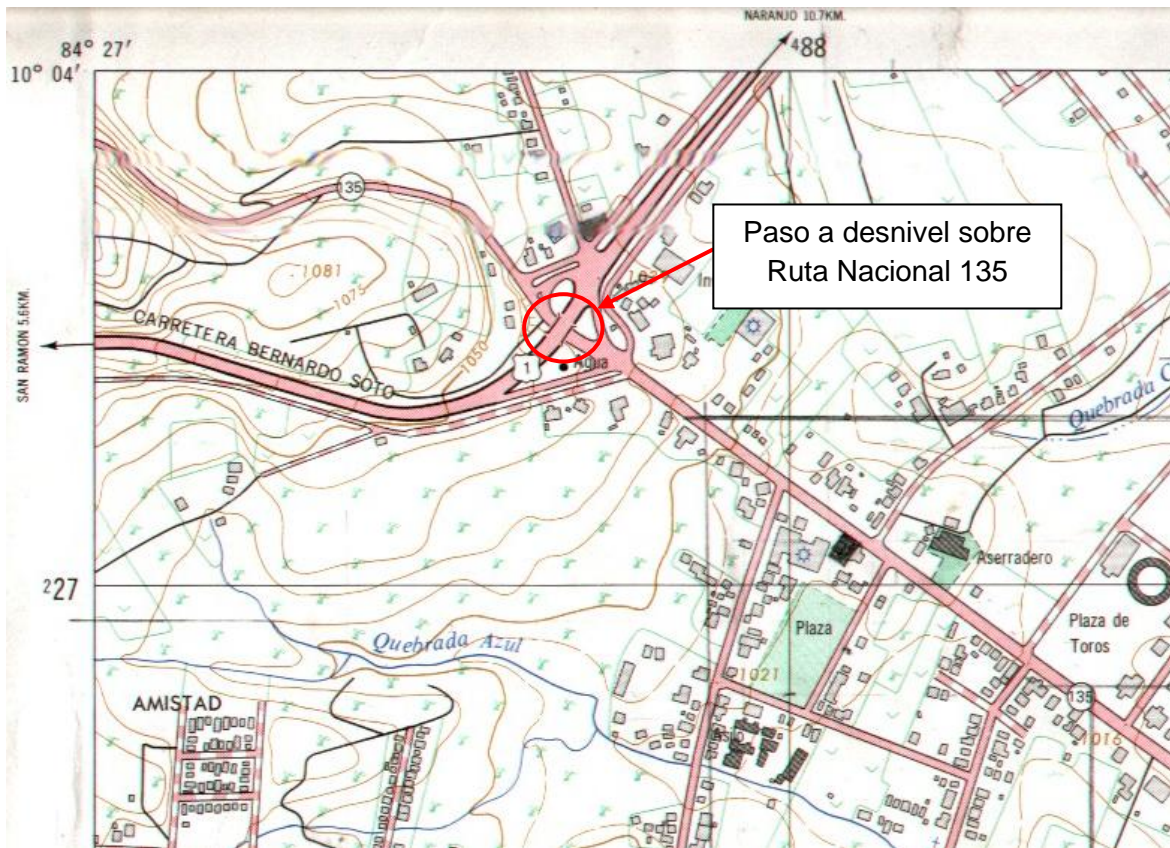 NARANJO 10.7KM.
84° 27'
⁴88
10° 04'
135
Paso a desnivel sobre
Ruta Nacional 135
1081
1075
SAN RAMON 5.6KM.
CARRETERA BERNARDO SOTO
1050
1
Agua
Quebrada
Aserradero
²27
Plaza
Plaza de
Toros
Quebrada Azul
1021
AMISTAD
135
Asilo
1016